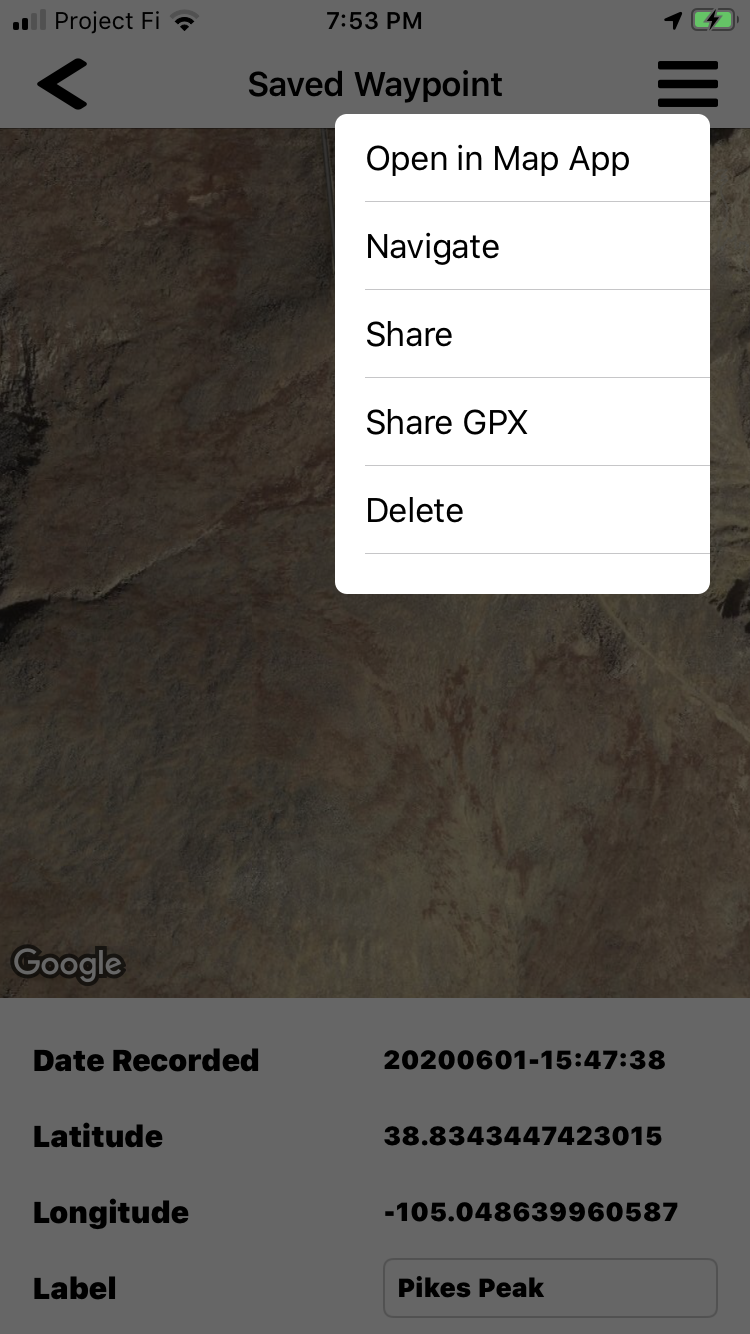 Project Fi 7:53 PM
Saved Waypoint
Open in Map App
Navigate
Share
Share GPX
Delete
Google
Date Recorded 20200601-15:47:38
Latitude 38.8343447423015
Longitude -105.048639960587
Label Pikes Peak